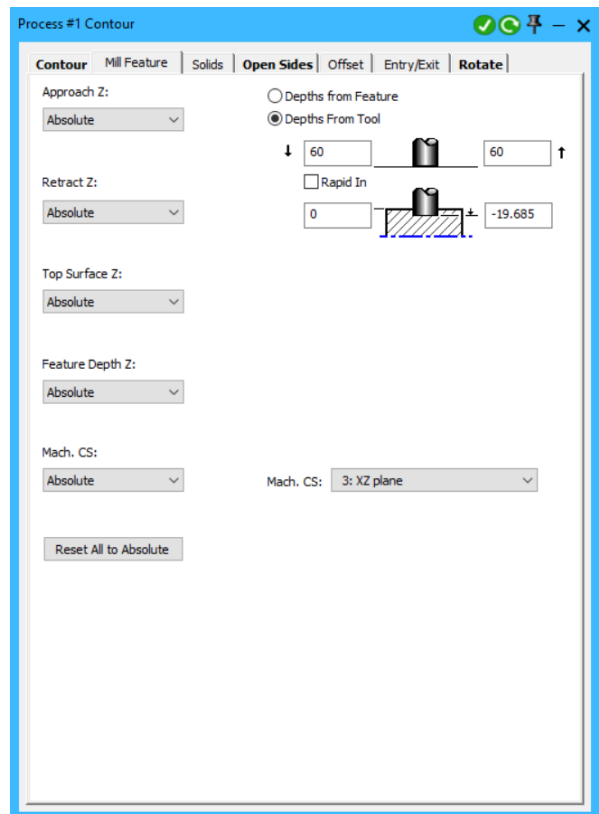 Process #1 Contour
Contour Mill Feature Solids Open Sides Offset Entry/Exit Rotate
Approach Z:
Absolute
Depths from Feature
Depths From Tool
60 60
Retract Z:
Rapid In
Absolute
0 -19.685
Top Surface Z:
Absolute
Feature Depth Z:
Absolute
Mach. CS:
Absolute
Mach. CS: 3: XZ plane
Reset All to Absolute